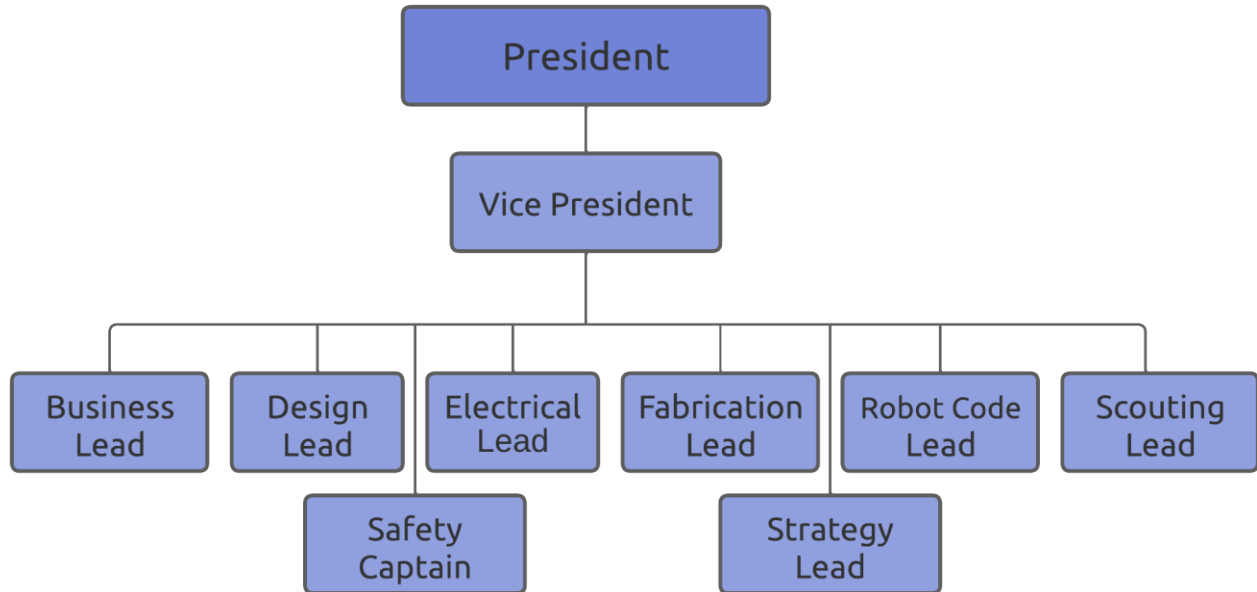 President
Vice President
Business
Lead
Design
Lead
Electrical
Lead
Fabrication
Lead
Robot Code
Lead
Scouting
Lead
Safety
Captain
Strategy
Lead